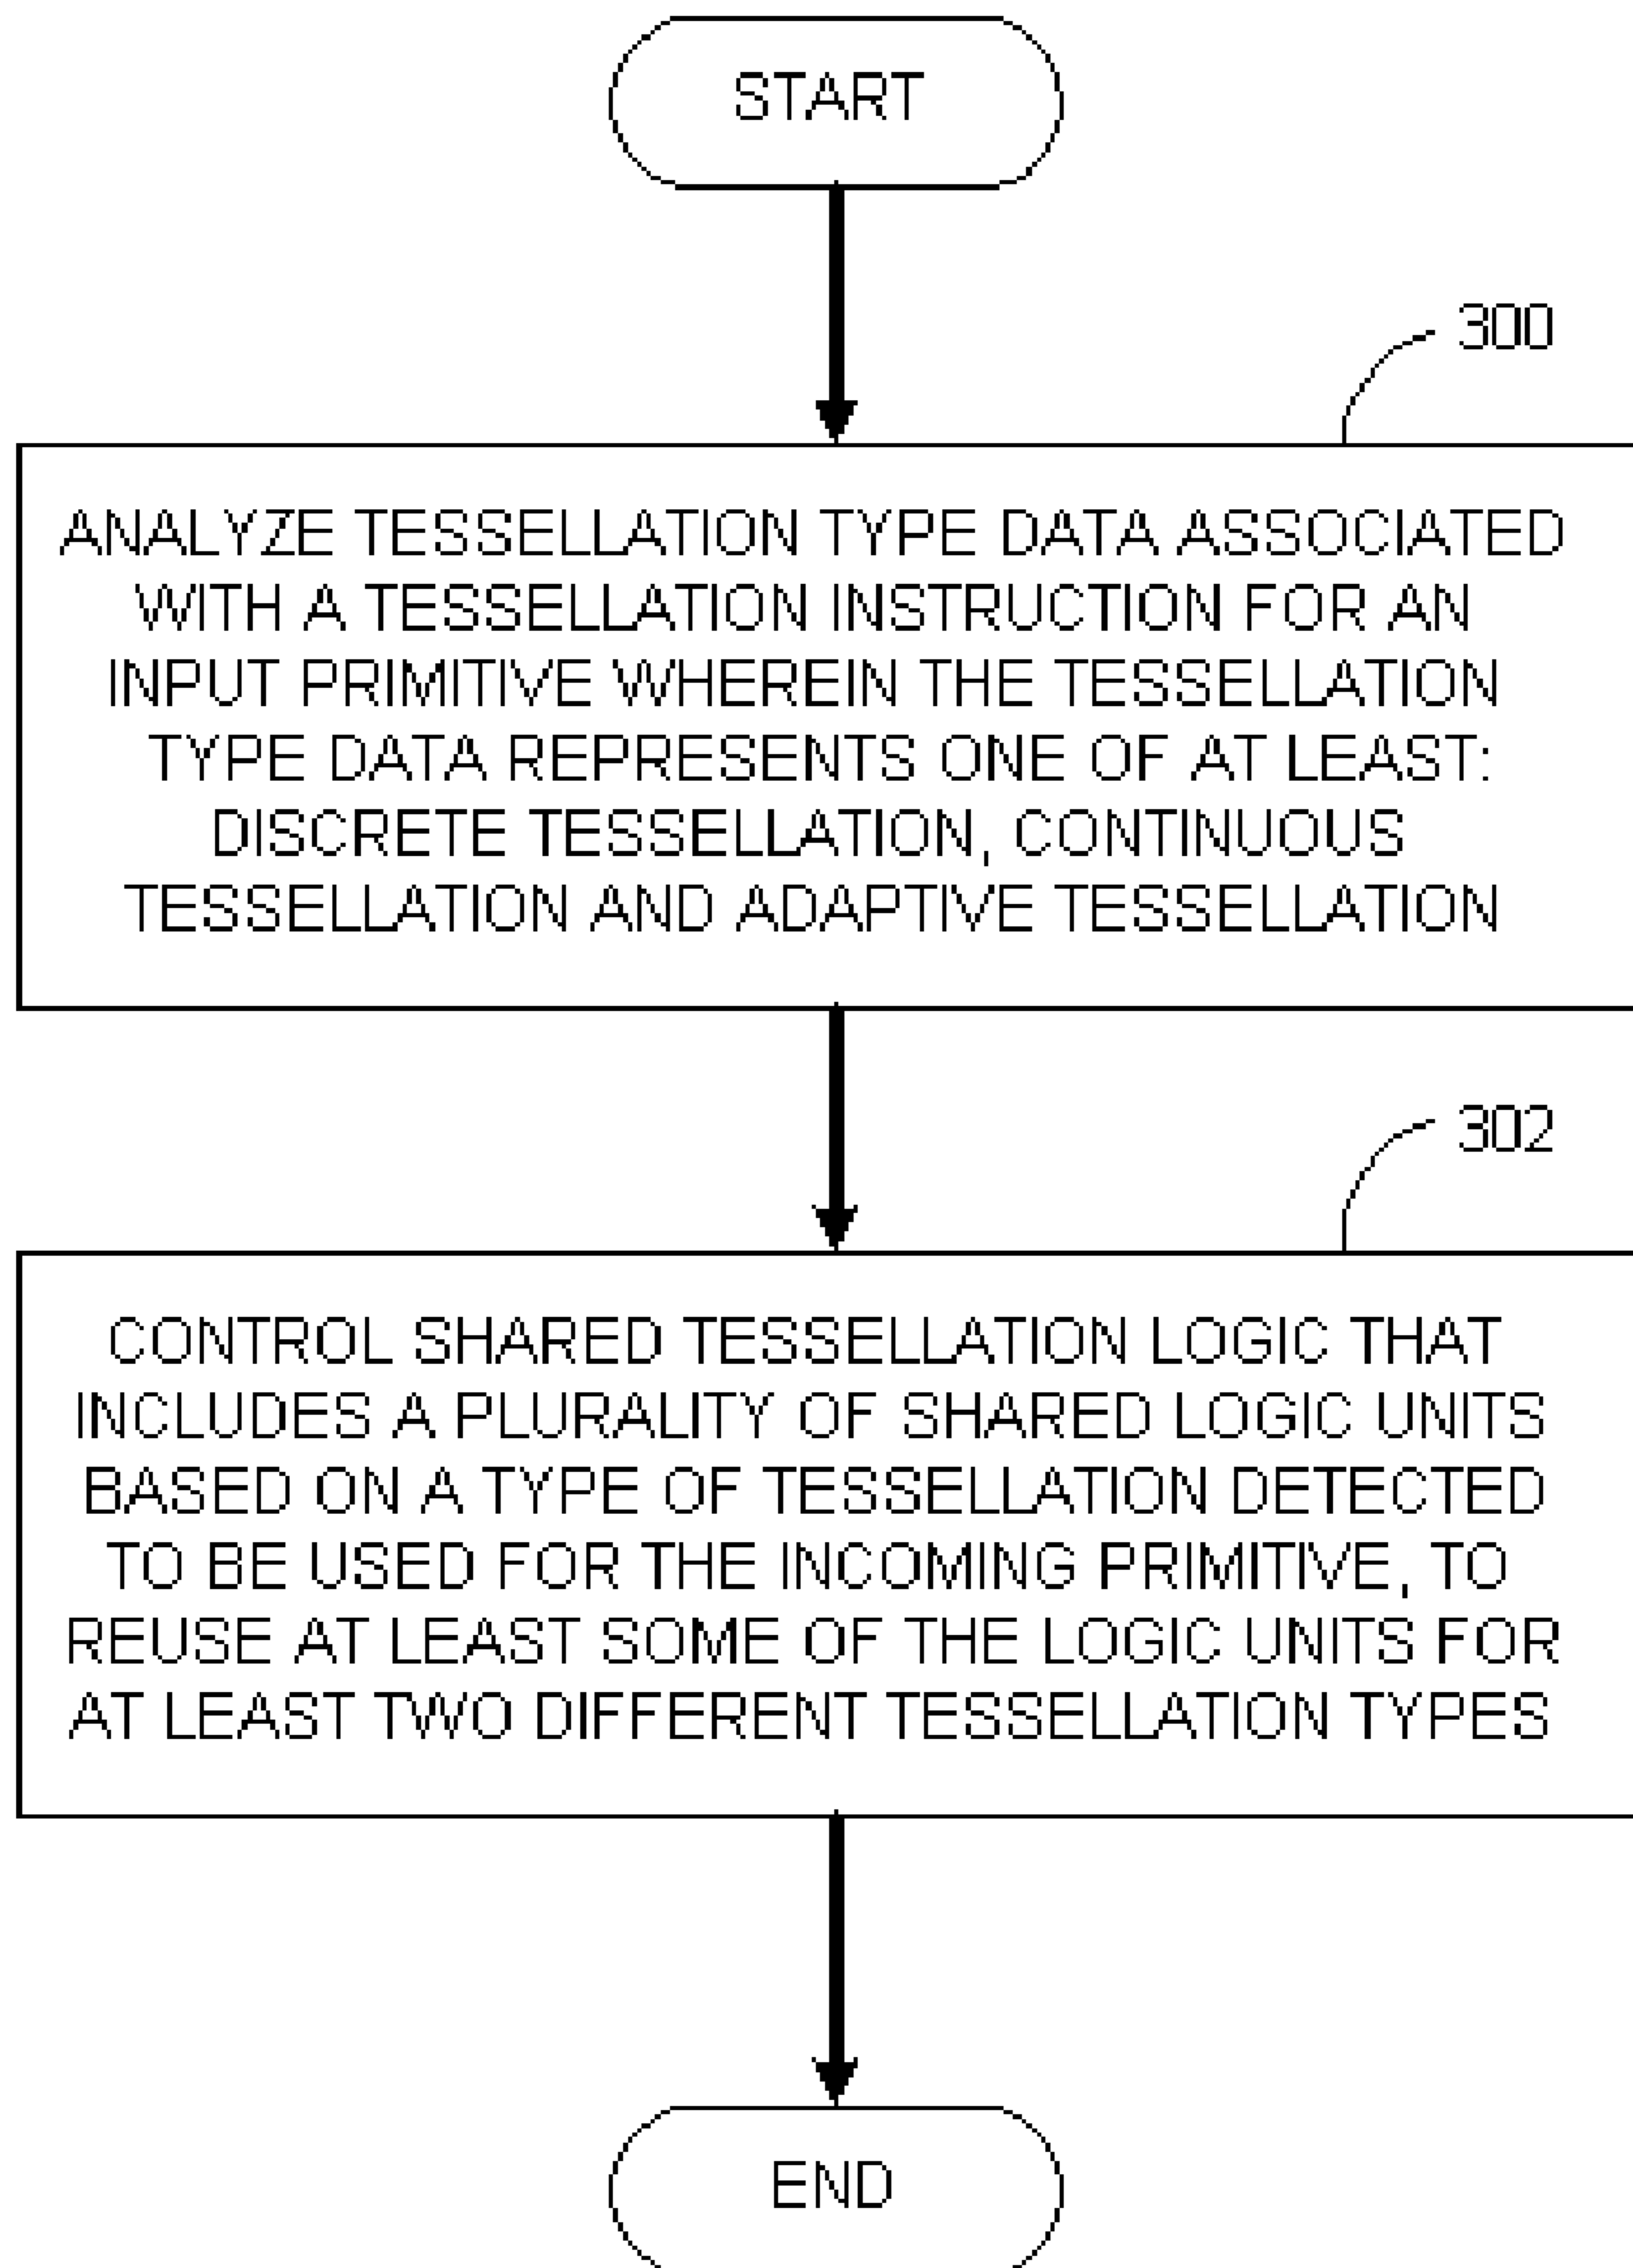 START
300
ANALYZE TESSELLATION TYPE DATA ASSOCIATED
WITH A TESSELLATION INSTRUCTION FOR AN
INPUT PRIMITIVE WHEREIN THE TESSELLATION
TYPE DATA REPRESENTS ONE OF AT LEAST:
DISCRETE TESSELLATION, CONTINUOUS
TESSELLATION AND ADAPTIVE TESSELLATION
302
CONTROL SHARED TESSELLATION LOGIC THAT
INCLUDES A PLURALITY OF SHARED LOGIC UNITS
BASED ON A TYPE OF TESSELLATION DETECTED
TO BE USED FOR THE INCOMING PRIMITIVE, TO
REUSE AT LEAST SOME OF THE LOGIC UNITS FOR
AT LEAST TWO DIFFERENT TESSELLATION TYPES
END